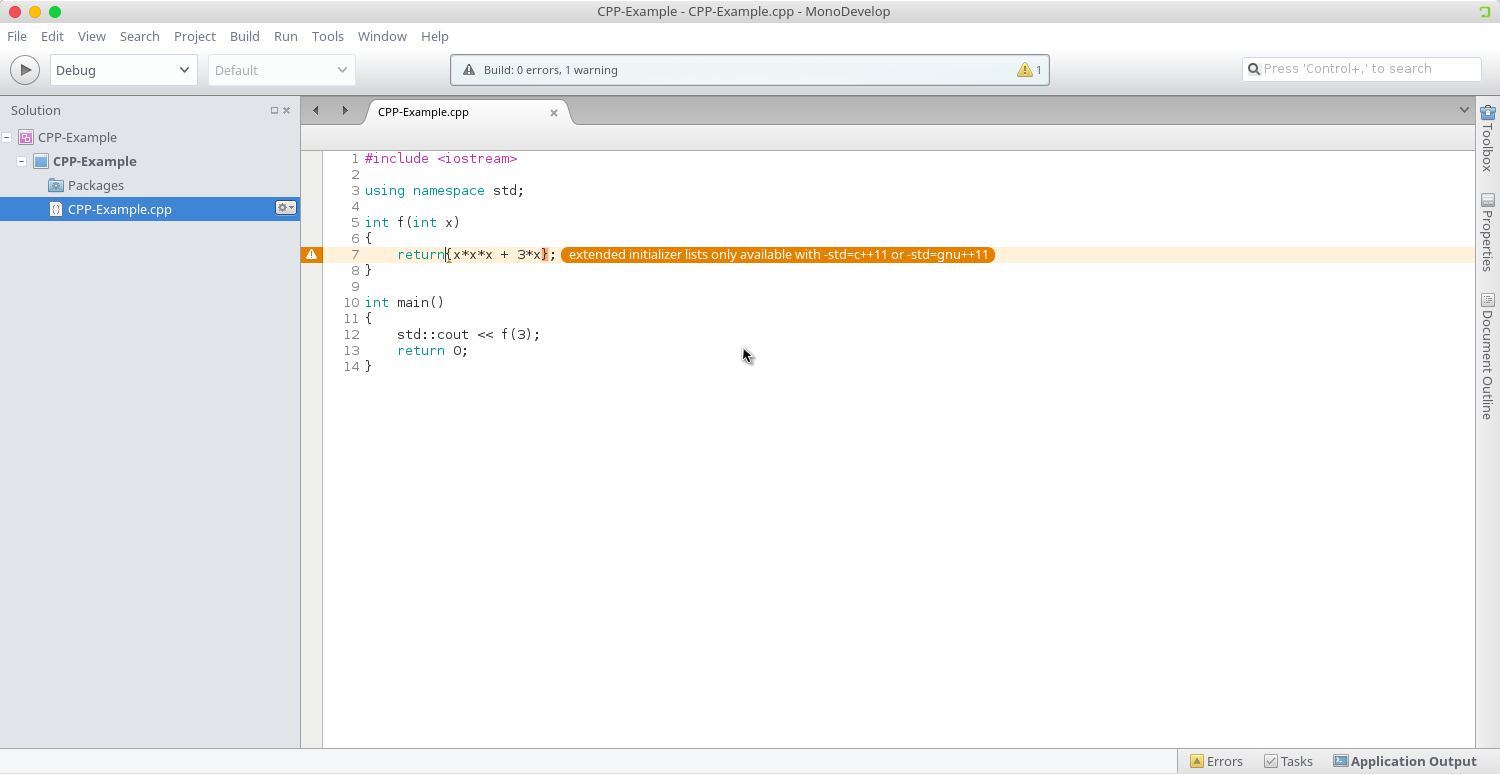 CPP-Example - CPP-Example.cpp - MonoDevelop
File Edit View Search Project Build Run Tools Window Help
Debug Default Build: 0 errors, 1 warning 1 Press 'Control+,' to search
Solution
CPP-Example
CPP-Example
Packages
CPP-Example.cpp
CPP-Example.cpp
1 #include <iostream>
2
3 using namespace std;
4
5 int f(int x)
6 {
7 return{x*x*x + 3*x}; extended initializer lists only available with -std=c++11 or -std=gnu++11
8 }
9
10 int main()
11 {
12 std::cout << f(3);
13 return 0;
14 }
Toolbox
Properties
Document Outline
Errors Tasks Application Output